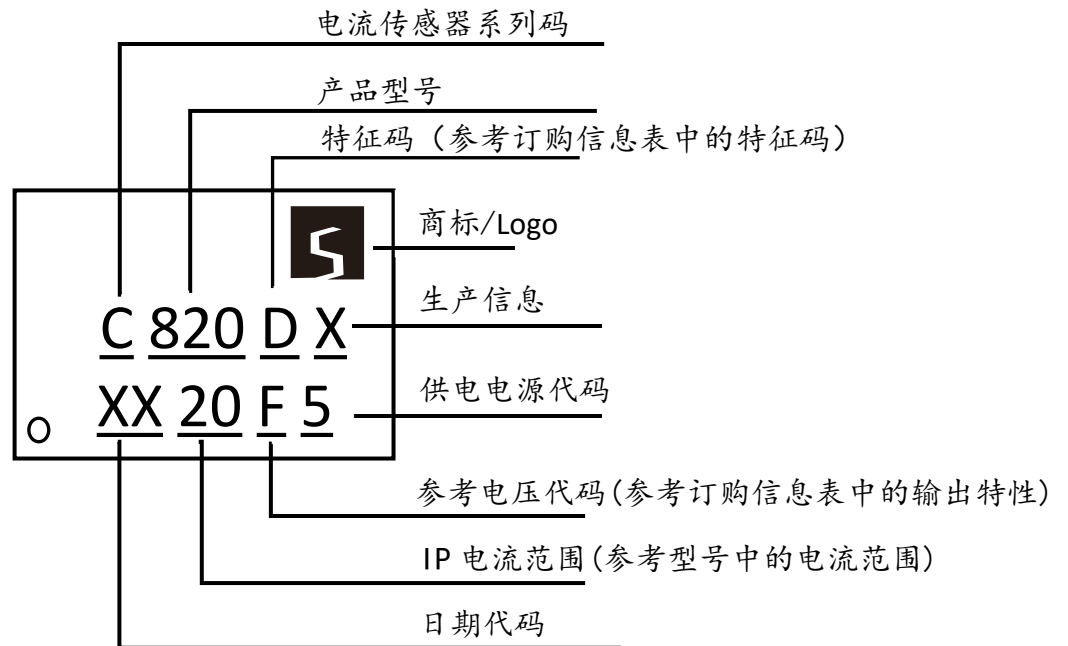 电流传感器系列码
产品型号
特征码（参考订购信息表中的特征码）
商标/Logo
生产信息
C 820 D X
供电电源代码
XX 20 F 5
参考电压代码(参考订购信息表中的输出特性)
IP 电流范围(参考型号中的电流范围)
日期代码